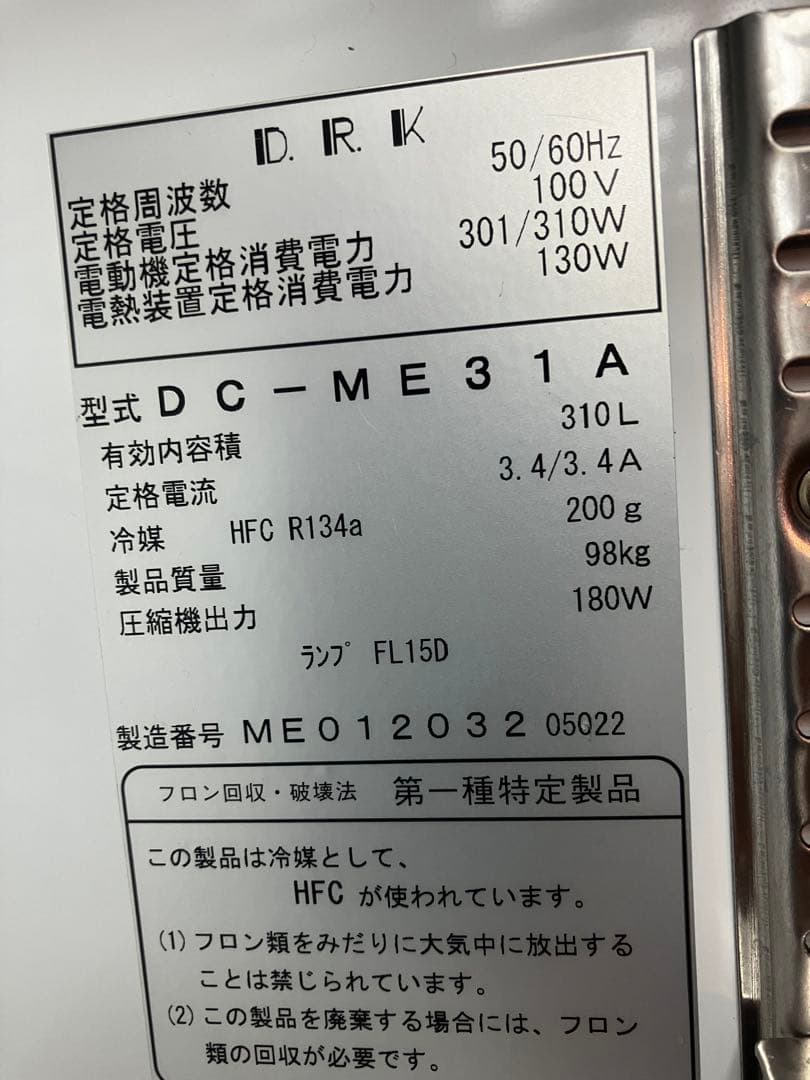 D.R.K
定格周波数 50/60Hz
定格電圧 100V
電動機定格消費電力 301/310W
電熱装置定格消費電力 130W
型式 DC-ME31A
有効内容積 310L
定格電流 3.4/3.4A
冷媒 HFC R134a 200g
製品質量 98kg
圧縮機出力 180W
ランプ FL15D
製造番号 ME012032 05022
フロン回収・破壊法 第一種特定製品
この製品は冷媒として、
HFC が使われています。
(1)フロン類をみだりに大気中に放出する
ことは禁じられています。
(2)この製品を廃棄する場合には、フロン
類の回収が必要です。